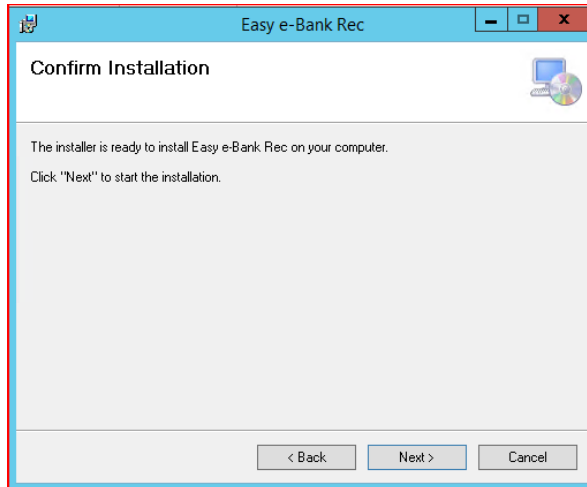 Easy e-Bank Rec
Confirm Installation
The installer is ready to install Easy e-Bank Rec on your computer.
Click "Next" to start the installation.
< Back
Next >
Cancel